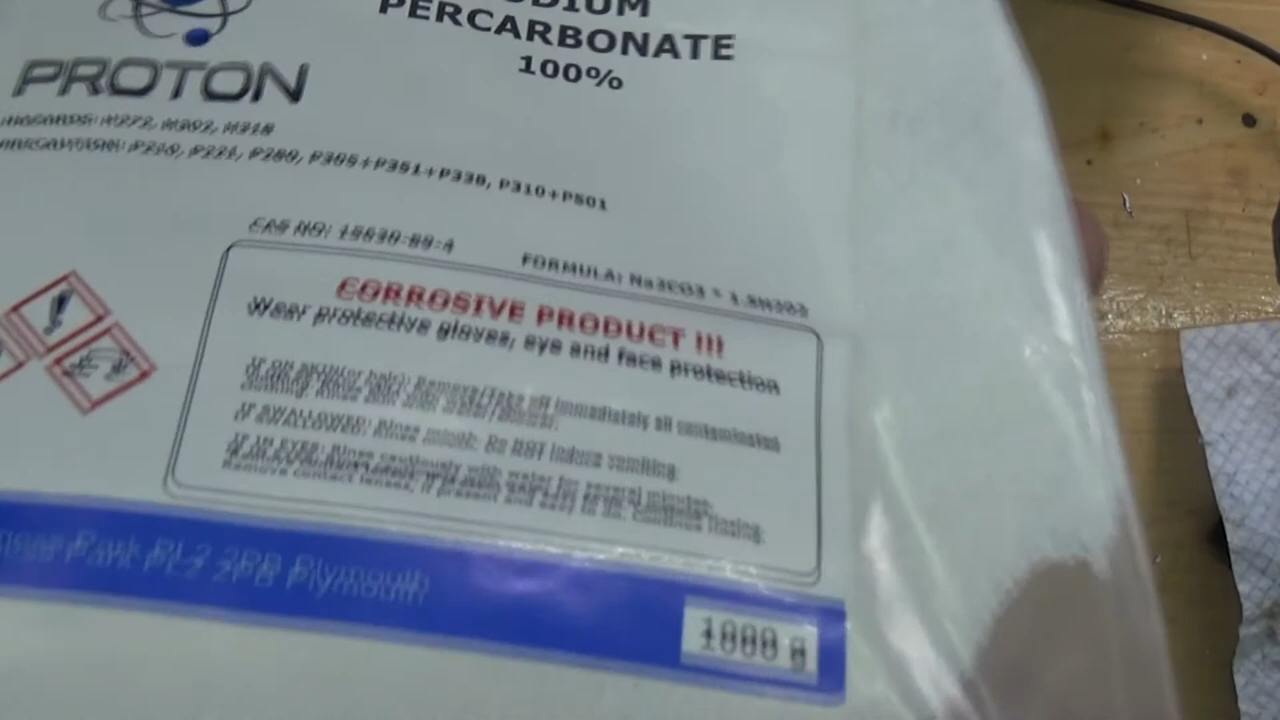 PERCARBONATE
100%
PROTON
HAZARDS: H272, H302, H318
P210, P221, P280, P305+P351+P338, P310+P501
CAS NO: 15630-89-4
FORMULA: Na2CO3 * 1.5H2O2
CORROSIVE PRODUCT !!!
Wear protective gloves, eye and face protection
IF ON SKIN(or hair): Remove/Take off immediately all contaminated
clothing. Rinse skin with water/shower.
IF SWALLOWED: Rinse mouth. Do NOT induce vomiting.
IF IN EYES: Rinse cautiously with water for several minutes.
Remove contact lenses, if present and easy to do. Continue rinsing.
Park PL2 2PB Plymouth
1000 g